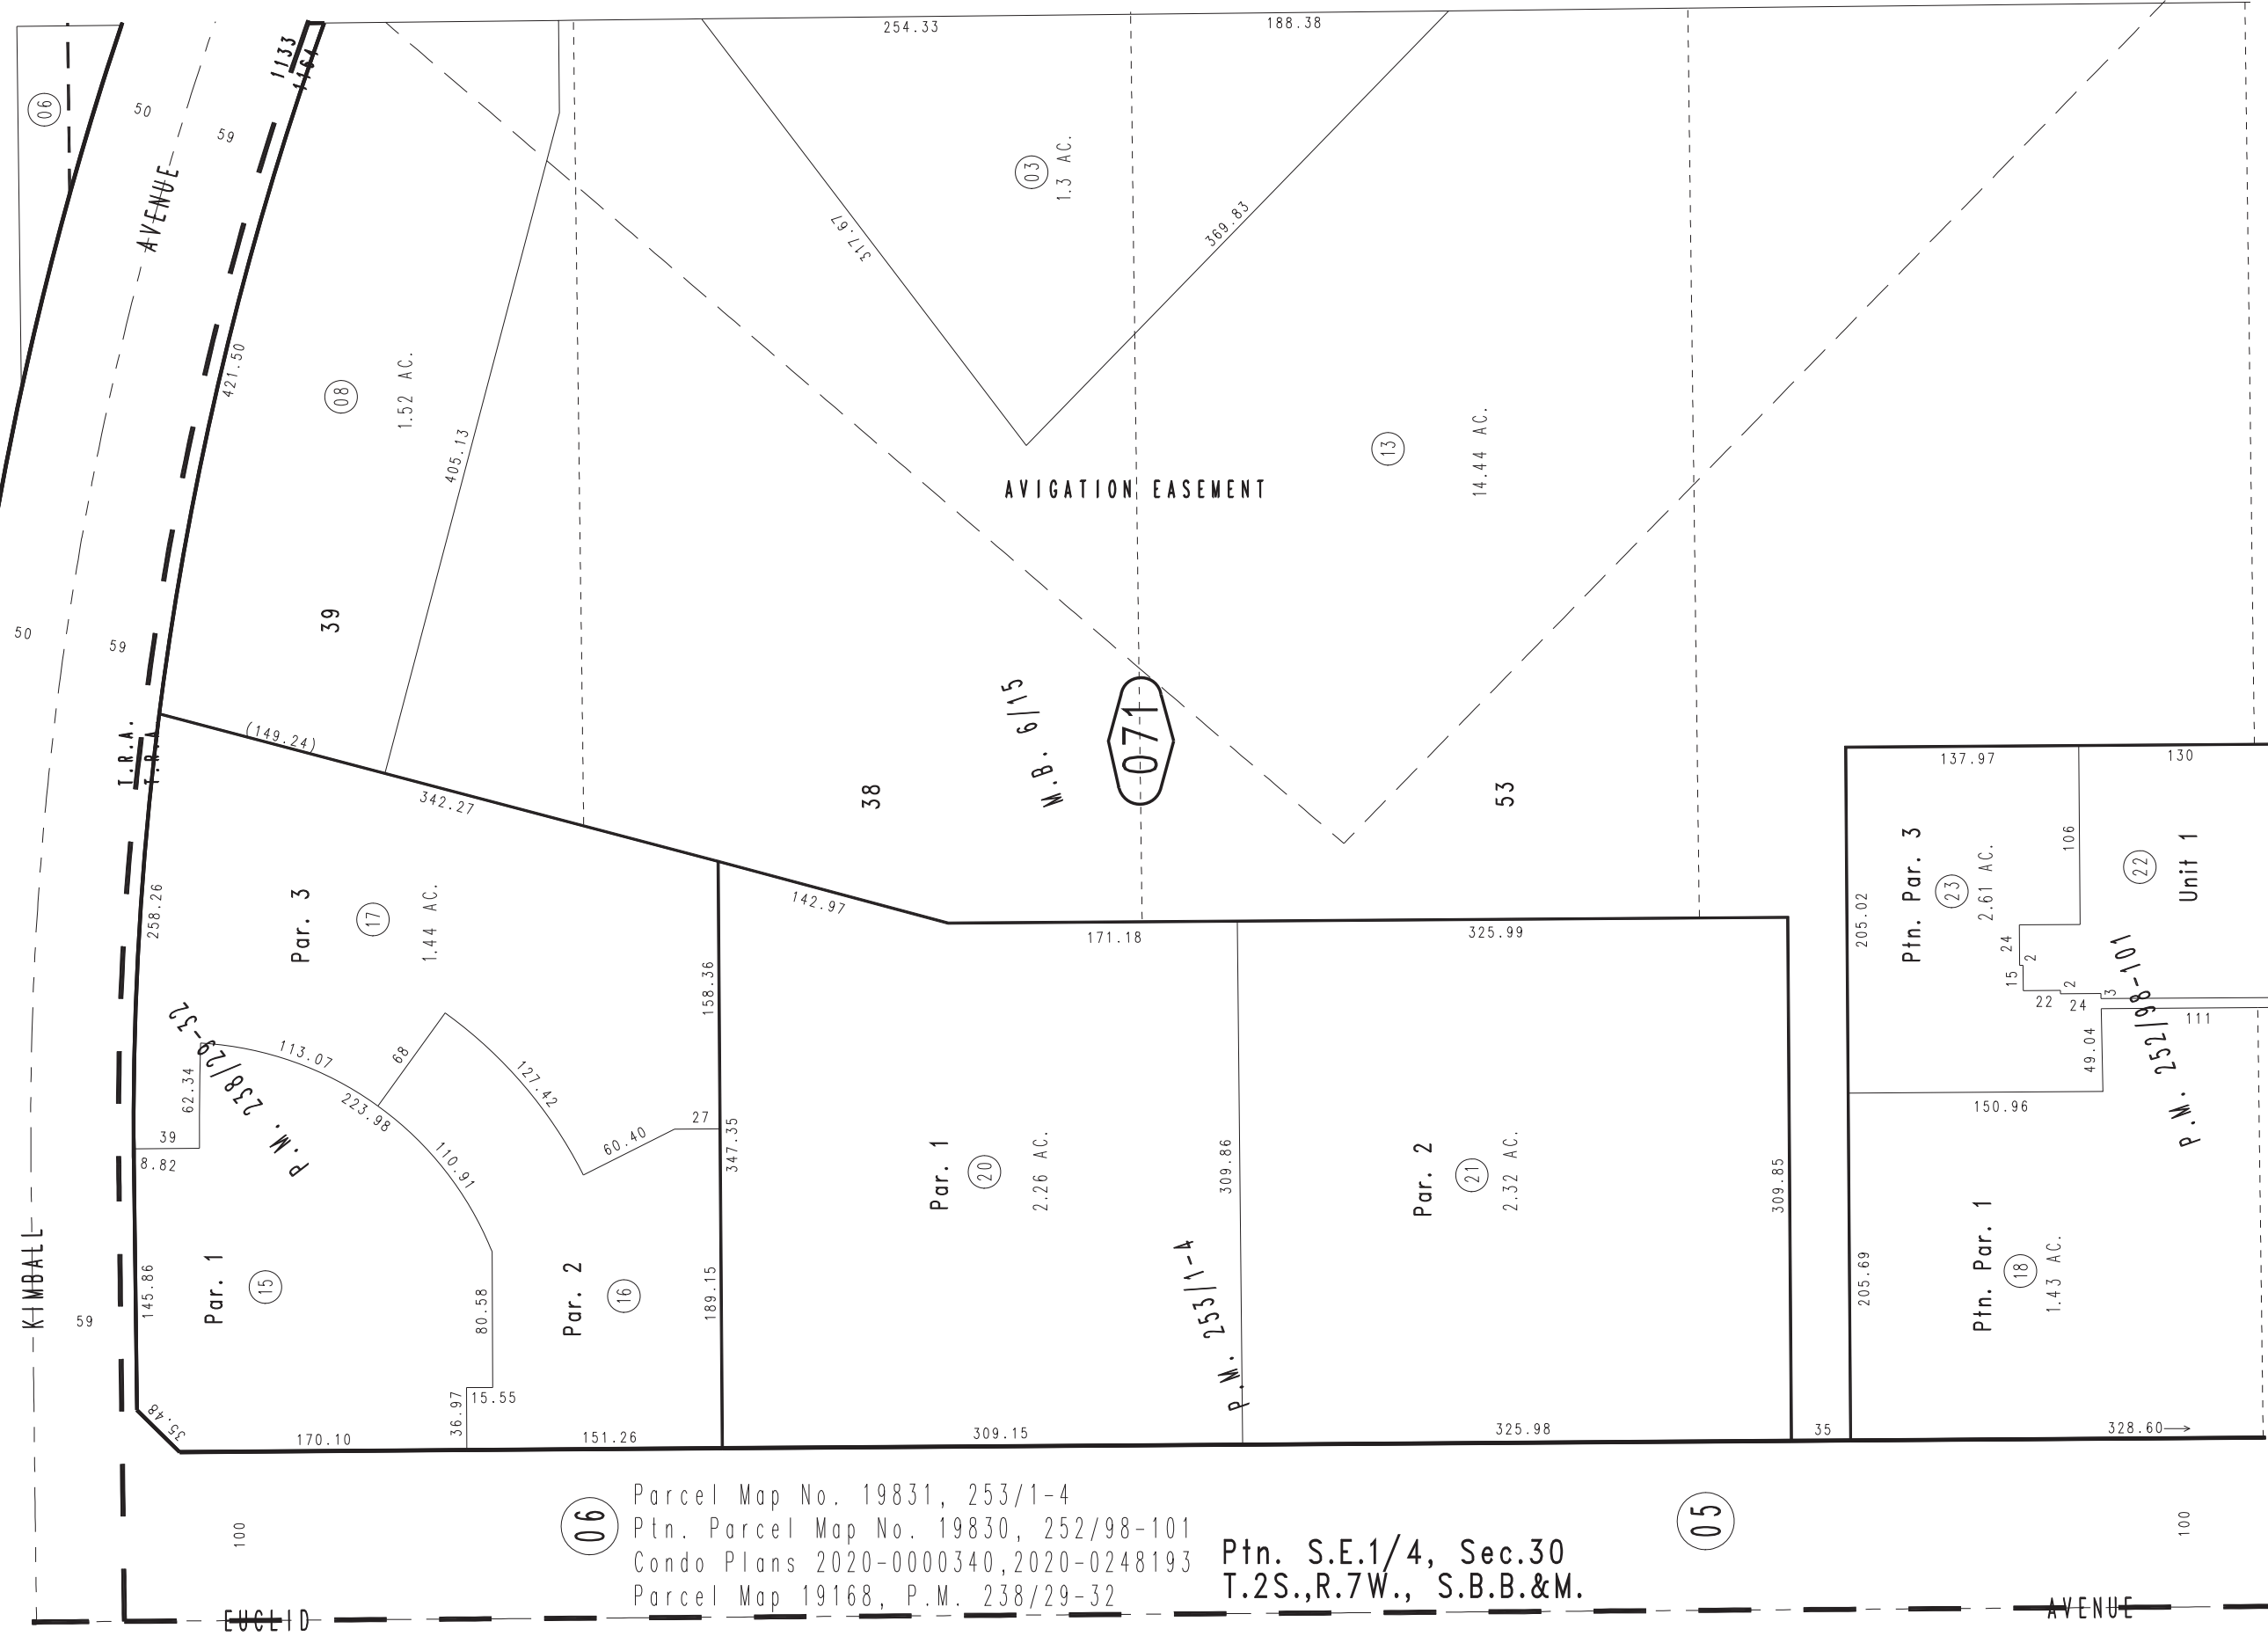 254.33
188.38
1133
1164
06
50
59
AVENUE
03
1.3 AC.
317.67
369.83
421.50
08
1.52 AC.
405.13
13
14.44 AC.
AVIGATION EASEMENT
39
50
59
T.R.A.
T.R.A.
(149.24)
342.27
38
M.B. 6/15
071
53
137.97
130
106
Ptn. Par. 3
23
2.61 AC.
22
Unit 1
258.26
Par. 3
17
1.44 AC.
142.97
171.18
325.99
205.02
24
2
15
22
2
24
3
111
P.M. 252/98-101
49.04
150.96
158.36
P.M. 238/29-32
113.07
68
127.42
62.34
223.98
39
8.82
110.91
60.40
27
347.35
Par. 1
20
2.26 AC.
309.86
Par. 2
21
2.32 AC.
309.85
KIMBALL
59
145.86
Par. 1
15
80.58
Par. 2
16
189.15
P.M. 253/1-4
205.69
Ptn. Par. 1
18
1.43 AC.
35.48
170.10
36.97
15.55
151.26
309.15
325.98
35
328.60
100
06
Parcel Map No. 19831, 253/1-4
Ptn. Parcel Map No. 19830, 252/98-101
Condo Plans 2020-0000340,2020-0248193
Parcel Map 19168, P.M. 238/29-32
Ptn. S.E.1/4, Sec.30
T.2S.,R.7W., S.B.B.&M.
05
100
EUCLID
AVENUE